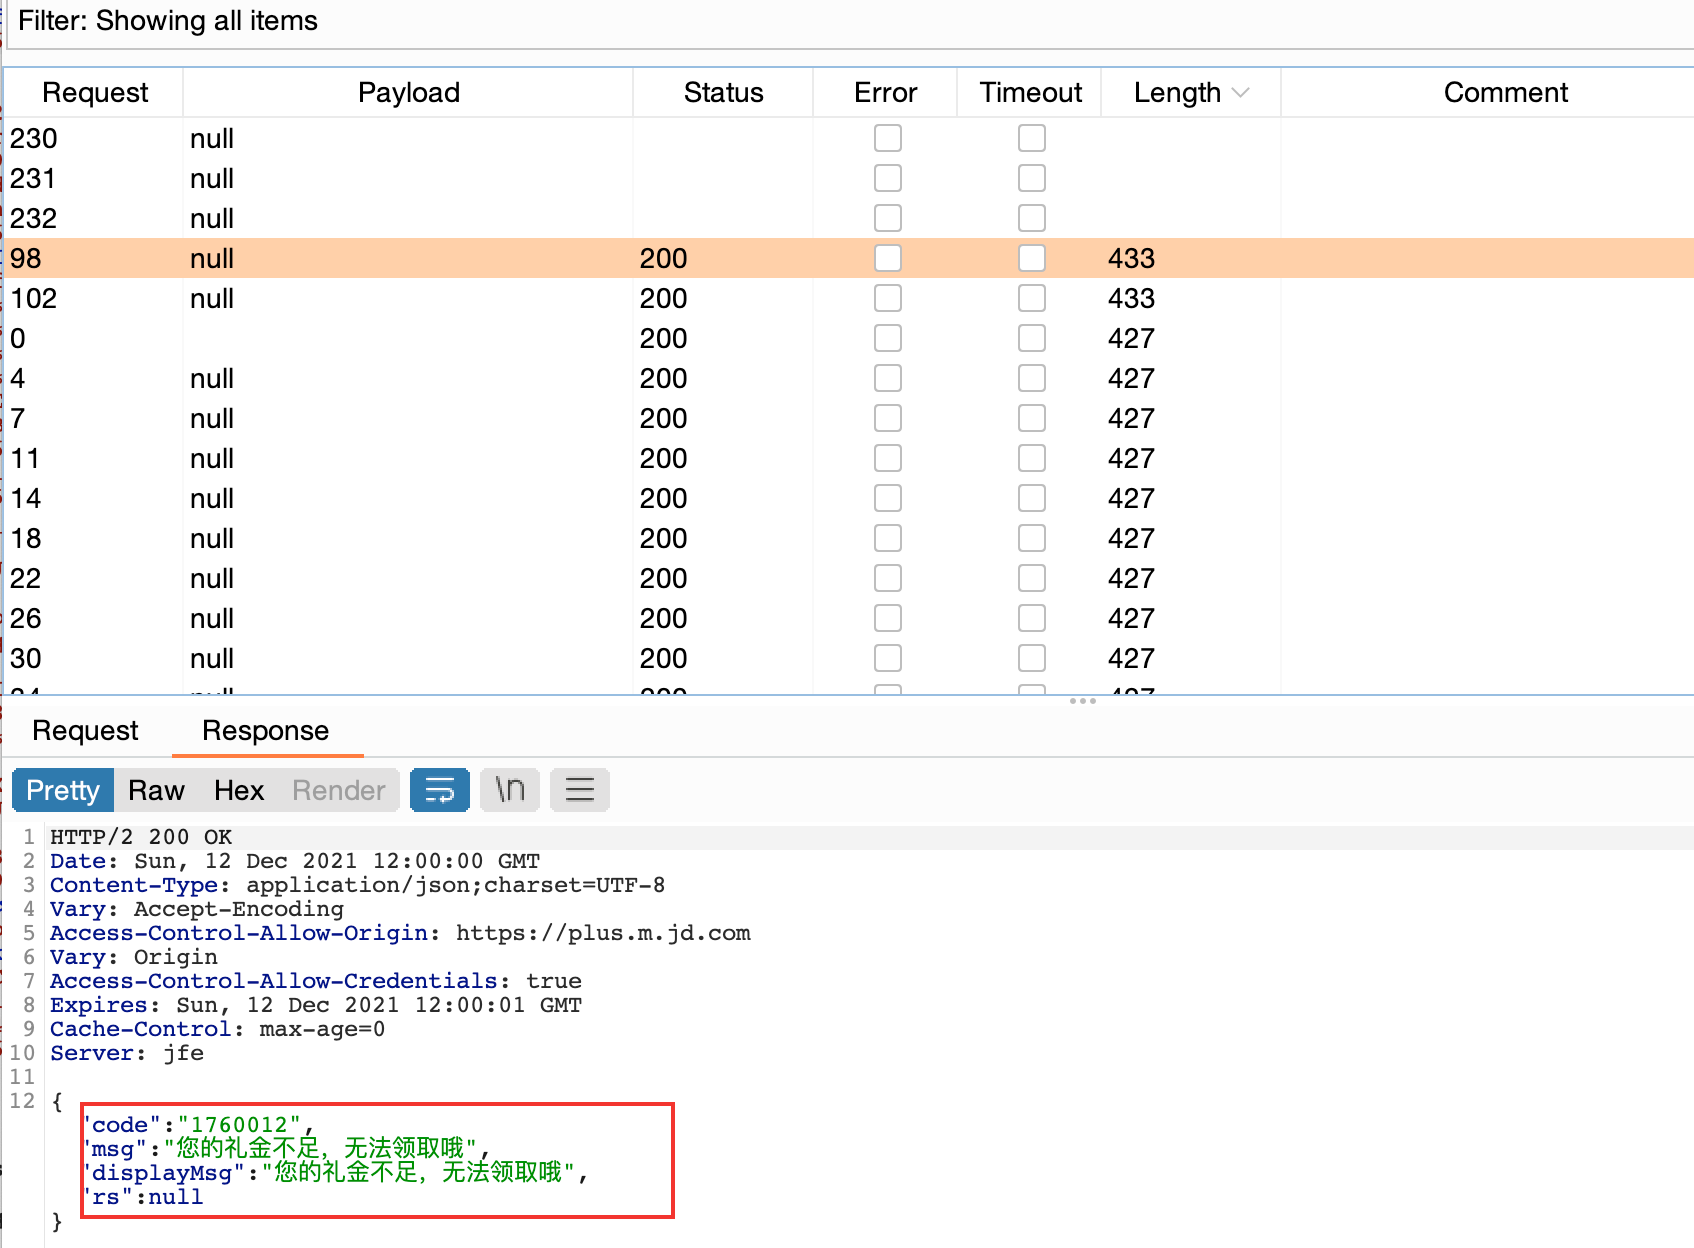 Filter: Showing all items
Request Payload Status Error Timeout Length Comment
230 null
231 null
232 null
98 null 200 433
102 null 200 433
0 200 427
4 null 200 427
7 null 200 427
11 null 200 427
14 null 200 427
18 null 200 427
22 null 200 427
26 null 200 427
30 null 200 427
Request Response
Pretty Raw Hex Render \n
1 HTTP/2 200 OK
2 Date: Sun, 12 Dec 2021 12:00:00 GMT
3 Content-Type: application/json;charset=UTF-8
4 Vary: Accept-Encoding
5 Access-Control-Allow-Origin: https://plus.m.jd.com
6 Vary: Origin
7 Access-Control-Allow-Credentials: true
8 Expires: Sun, 12 Dec 2021 12:00:01 GMT
9 Cache-Control: max-age=0
10 Server: jfe
11
12 {
"code":"1760012",
"msg":"您的礼金不足，无法领取哦",
"displayMsg":"您的礼金不足，无法领取哦",
"rs":null
}